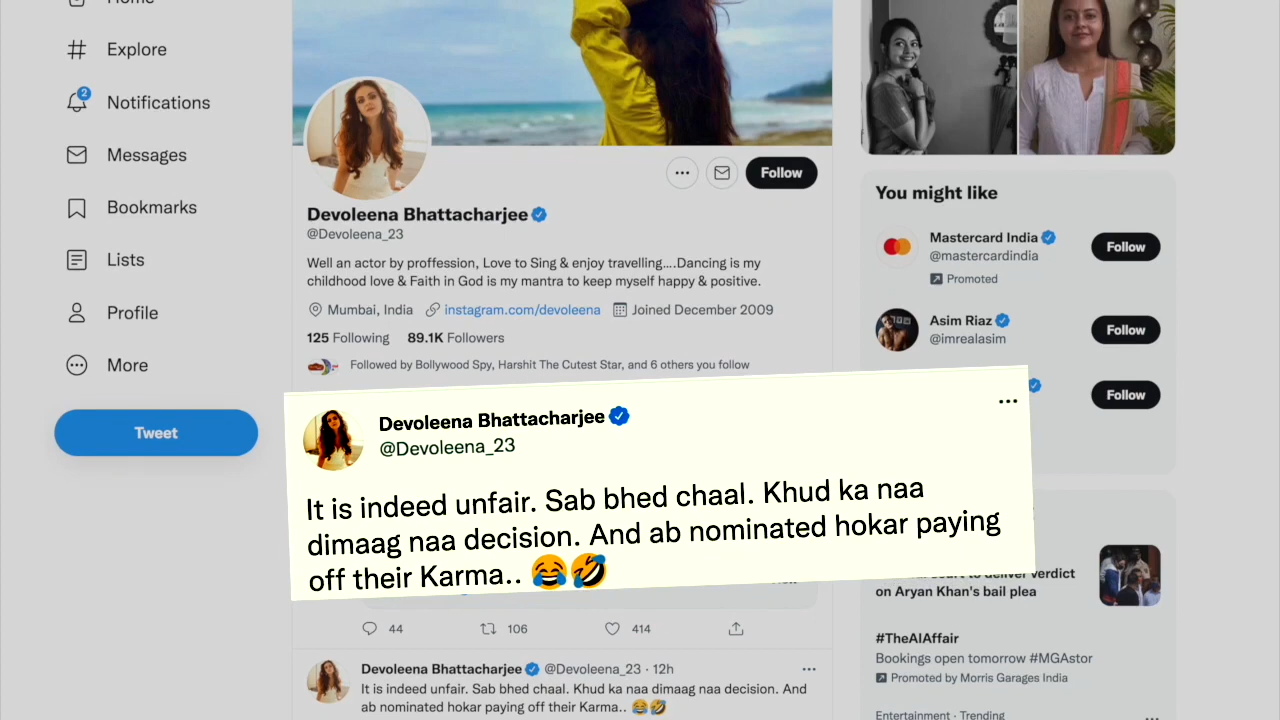 Home
Explore
2
Notifications
Messages
Bookmarks
Lists
Profile
More
Tweet
Follow
Devoleena Bhattacharjee
@Devoleena_23
Well an actor by proffession, Love to Sing & enjoy travelling....Dancing is my
childhood love & Faith in God is my mantra to keep myself happy & positive.
Mumbai, India instagram.com/devoleena Joined December 2009
125 Following 89.1K Followers
Followed by Bollywood Spy, Harshit The Cutest Star, and 6 others you follow
Devoleena Bhattacharjee
@Devoleena_23
It is indeed unfair. Sab bhed chaal. Khud ka naa
dimaag naa decision. And ab nominated hokar paying
off their Karma.. 😂🤣
44 106 414
Devoleena Bhattacharjee @Devoleena_23 · 12h
It is indeed unfair. Sab bhed chaal. Khud ka naa dimaag naa decision. And
ab nominated hokar paying off their Karma.. 😂🤣
You might like
Mastercard India
@mastercardindia
Promoted
Follow
Asim Riaz
@imrealasim
Follow
Follow
to deliver verdict
on Aryan Khan's bail plea
#TheAIAffair
Bookings open tomorrow #MGAstor
Promoted by Morris Garages India
Entertainment · Trending